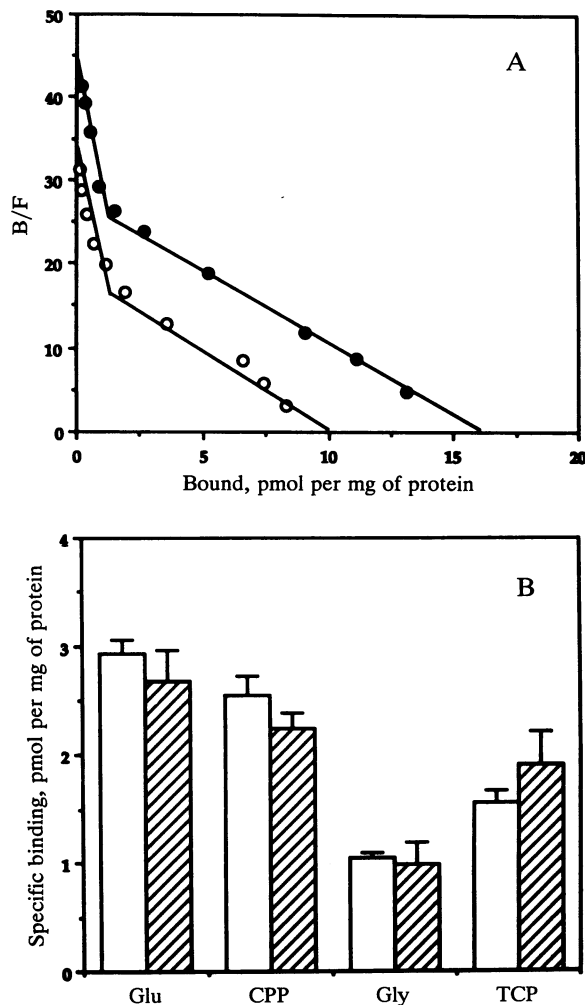 A
B/F
50
40
30
20
10
0
0 5 10 15 20
Bound, pmol per mg of protein
B
Specific binding, pmol per mg of protein
4
3
2
1
0
Glu CPP Gly TCP